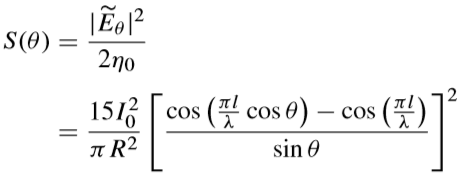 S(θ) = |Ẽ_θ|² / 2η₀
= 15I₀² / πR² [ (cos (πl/λ cos θ) − cos (πl/λ)) / sin θ ]²